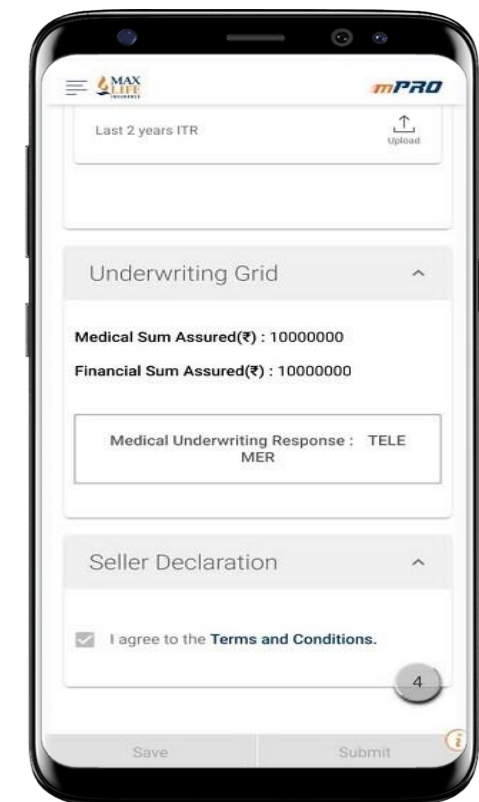 MAX
LIFE
INSURANCE
mPRO
Last 2 years ITR
Upload
Underwriting Grid
Medical Sum Assured(₹) : 10000000
Financial Sum Assured(₹) : 10000000
Medical Underwriting Response : TELE
MER
Seller Declaration
I agree to the Terms and Conditions.
4
i
Save
Submit